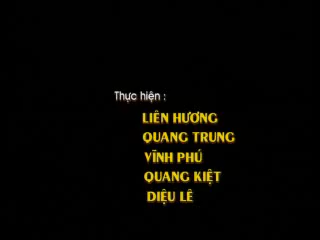 Thực hiện :
LIÊN HƯƠNG
QUANG TRUNG
VĨNH PHÚ
QUANG KIỆT
DIỆU LÊ